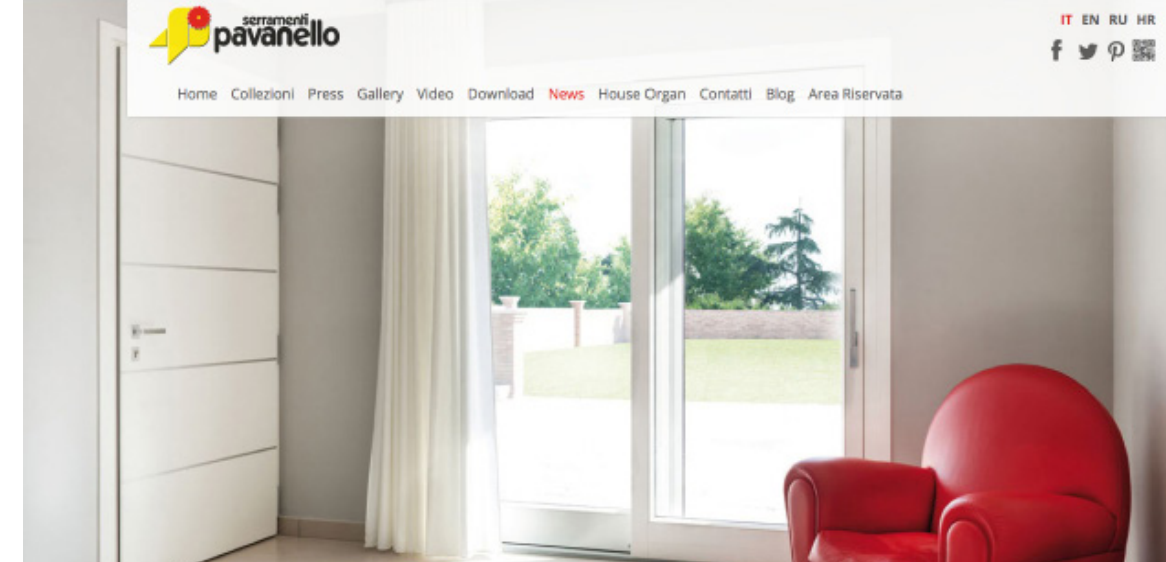 serramenti
pavanello
IT EN RU HR
Home Collezioni Press Gallery Video Download News House Organ Contatti Blog Area Riservata